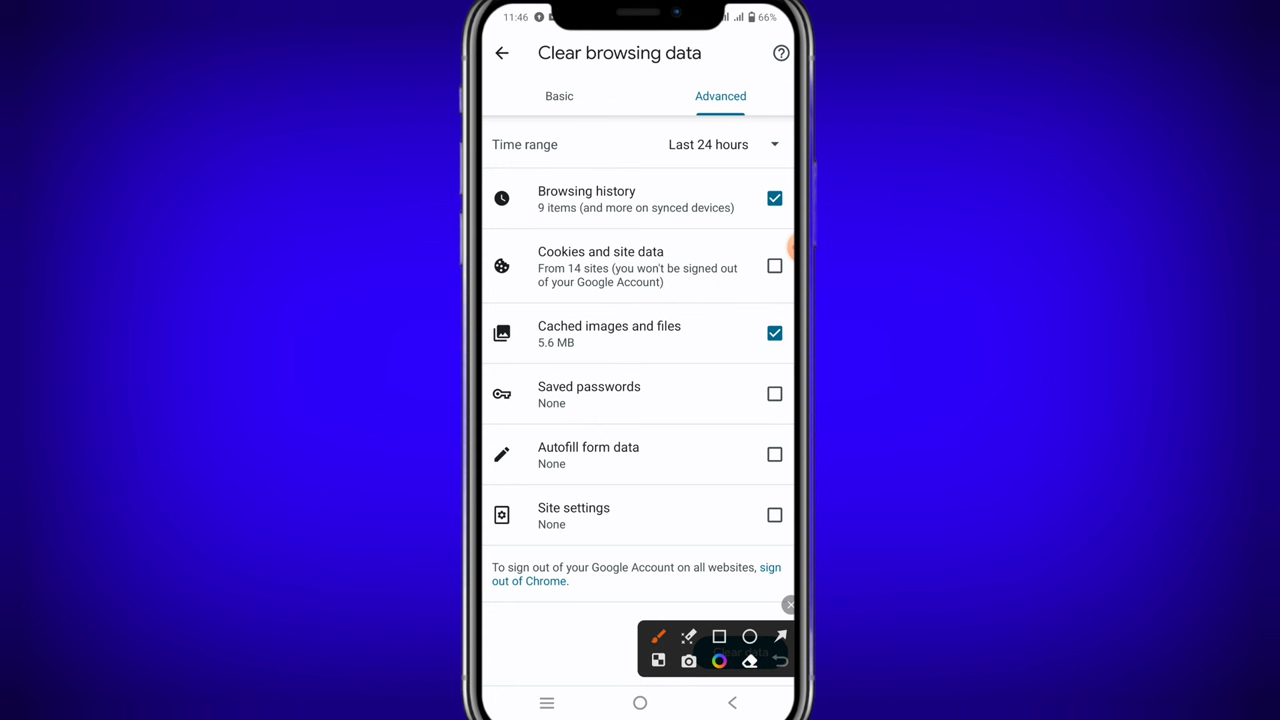 11:46
66%
Clear browsing data
Basic
Advanced
Time range
Last 24 hours
Browsing history
9 items (and more on synced devices)
Cookies and site data
From 14 sites (you won't be signed out
of your Google Account)
Cached images and files
5.6 MB
Saved passwords
None
Autofill form data
None
Site settings
None
To sign out of your Google Account on all websites, sign
out of Chrome.
Clear data